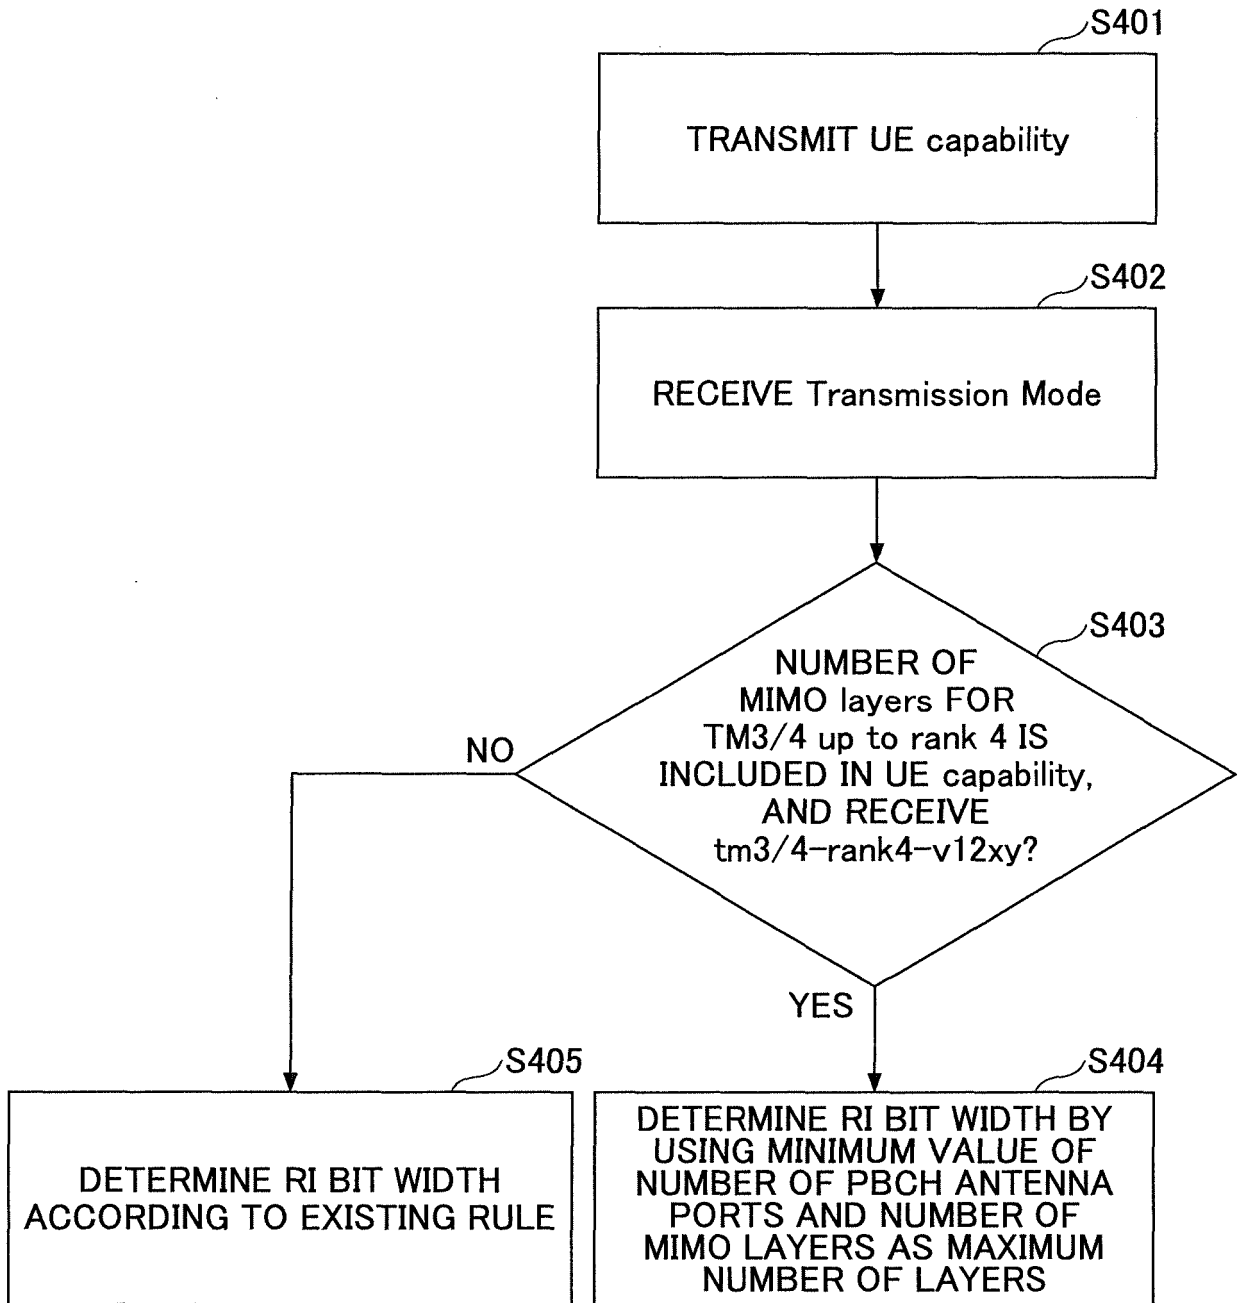 S401
TRANSMIT UE capability
S402
RECEIVE Transmission Mode
S403
NUMBER OF
MIMO layers FOR
TM3/4 up to rank 4 IS
INCLUDED IN UE capability,
AND RECEIVE
tm3/4-rank4-v12xy?
NO
YES
S405
DETERMINE RI BIT WIDTH
ACCORDING TO EXISTING RULE
S404
DETERMINE RI BIT WIDTH BY
USING MINIMUM VALUE OF
NUMBER OF PBCH ANTENNA
PORTS AND NUMBER OF
MIMO LAYERS AS MAXIMUM
NUMBER OF LAYERS